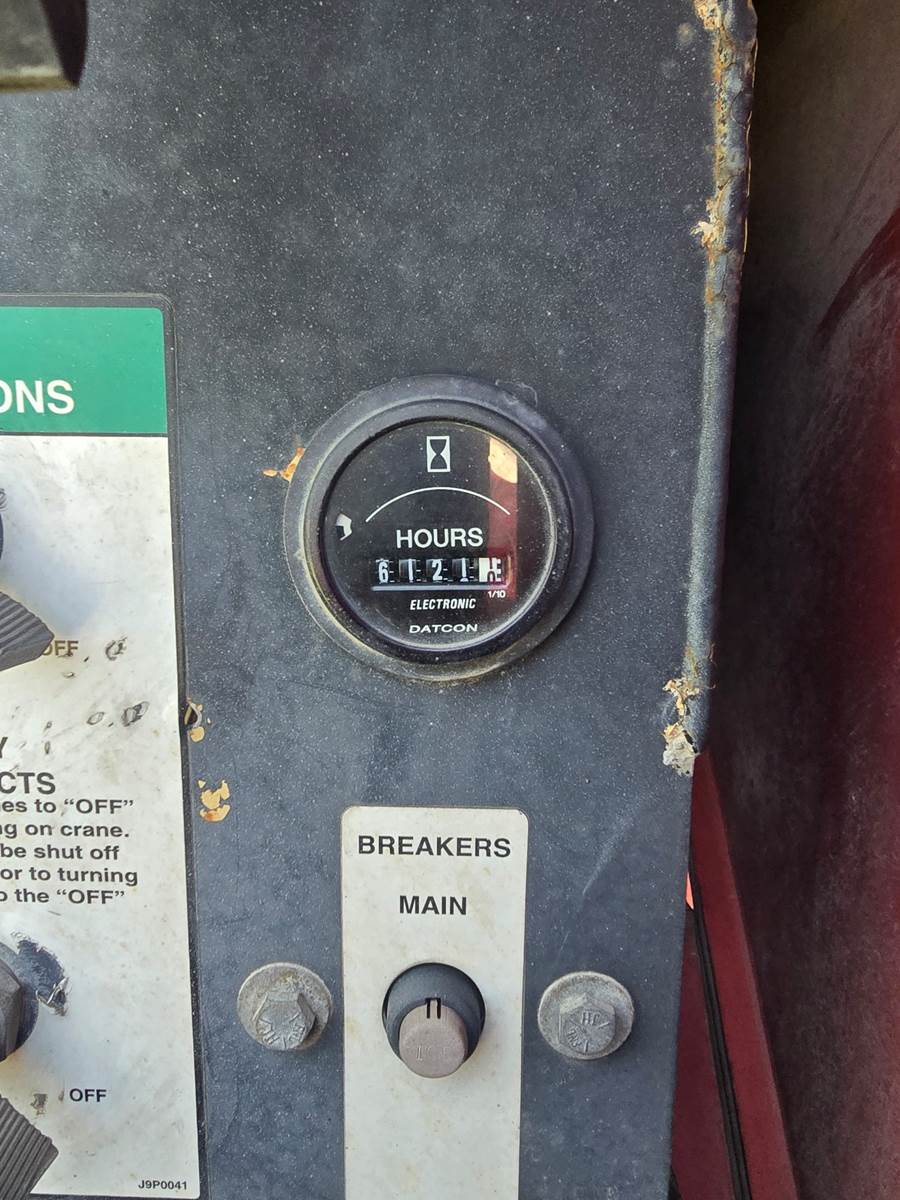 ONS
HOURS
6 1 2 1
1/10
ELECTRONIC
DATCON
OFF
Y
CTS
es to “OFF”
ng on crane.
be shut off
or to turning
o the “OFF”
BREAKERS
MAIN
OFF
J9P0041